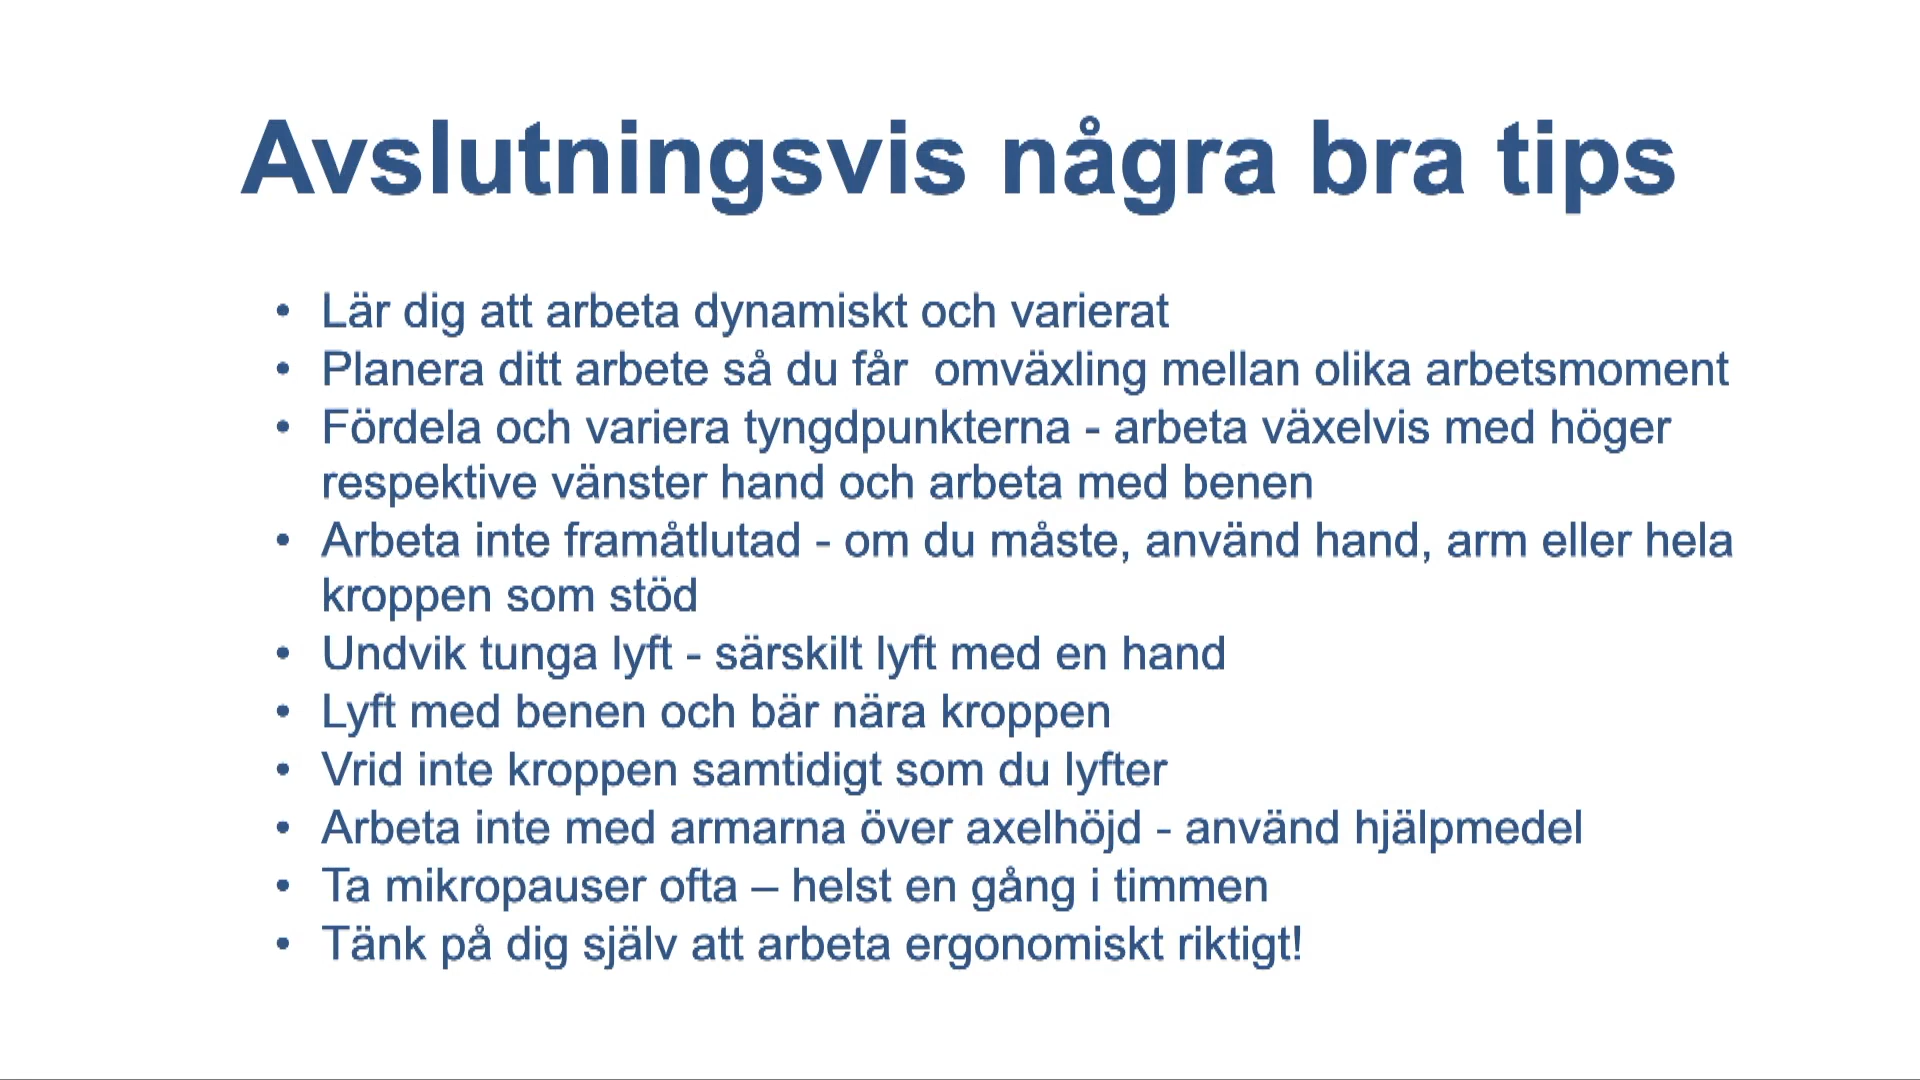 Avslutningsvis några bra tips
• Lär dig att arbeta dynamiskt och varierat
• Planera ditt arbete så du får  omväxling mellan olika arbetsmoment
• Fördela och variera tyngdpunkterna - arbeta växelvis med höger
respektive vänster hand och arbeta med benen
• Arbeta inte framåtlutad - om du måste, använd hand, arm eller hela
kroppen som stöd
• Undvik tunga lyft - särskilt lyft med en hand
• Lyft med benen och bär nära kroppen
• Vrid inte kroppen samtidigt som du lyfter
• Arbeta inte med armarna över axelhöjd - använd hjälpmedel
• Ta mikropauser ofta – helst en gång i timmen
• Tänk på dig själv att arbeta ergonomiskt riktigt!